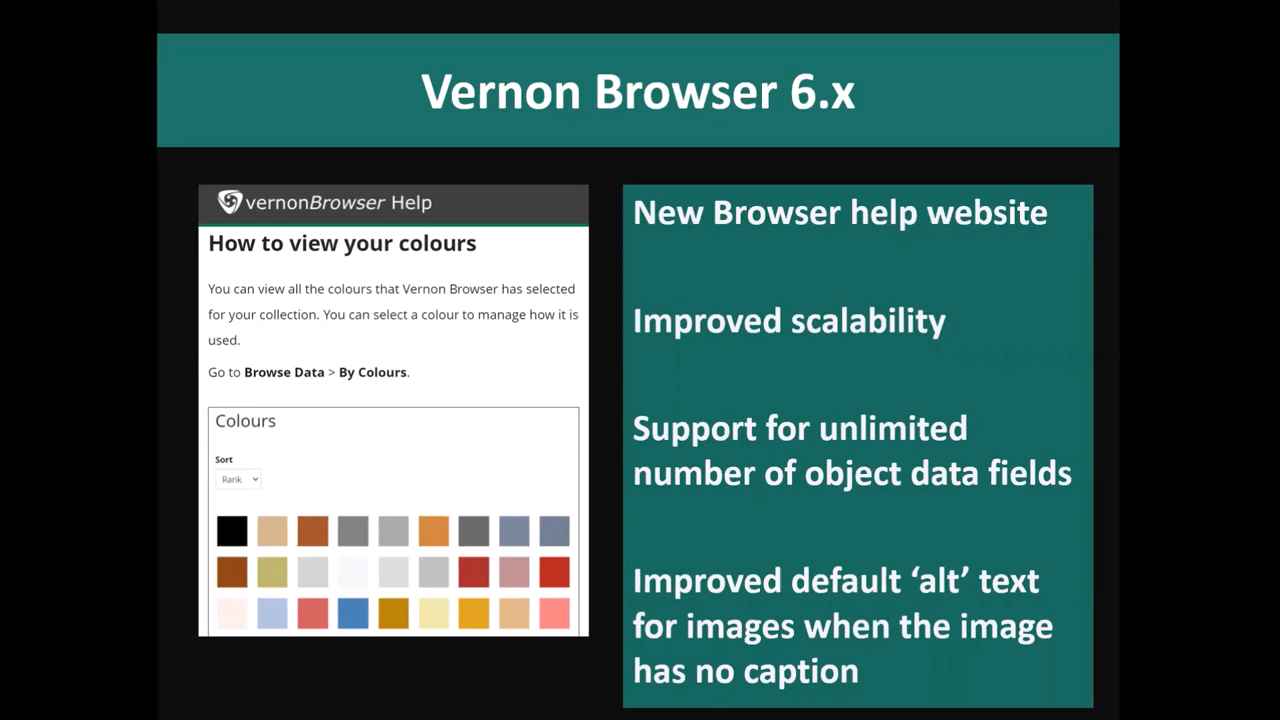 Vernon Browser 6.x
vernonBrowser Help
How to view your colours
You can view all the colours that Vernon Browser has selected
for your collection. You can select a colour to manage how it is
used.
Go to Browse Data > By Colours.
Colours
Sort
Rank
New Browser help website
Improved scalability
Support for unlimited
number of object data fields
Improved default ‘alt’ text
for images when the image
has no caption